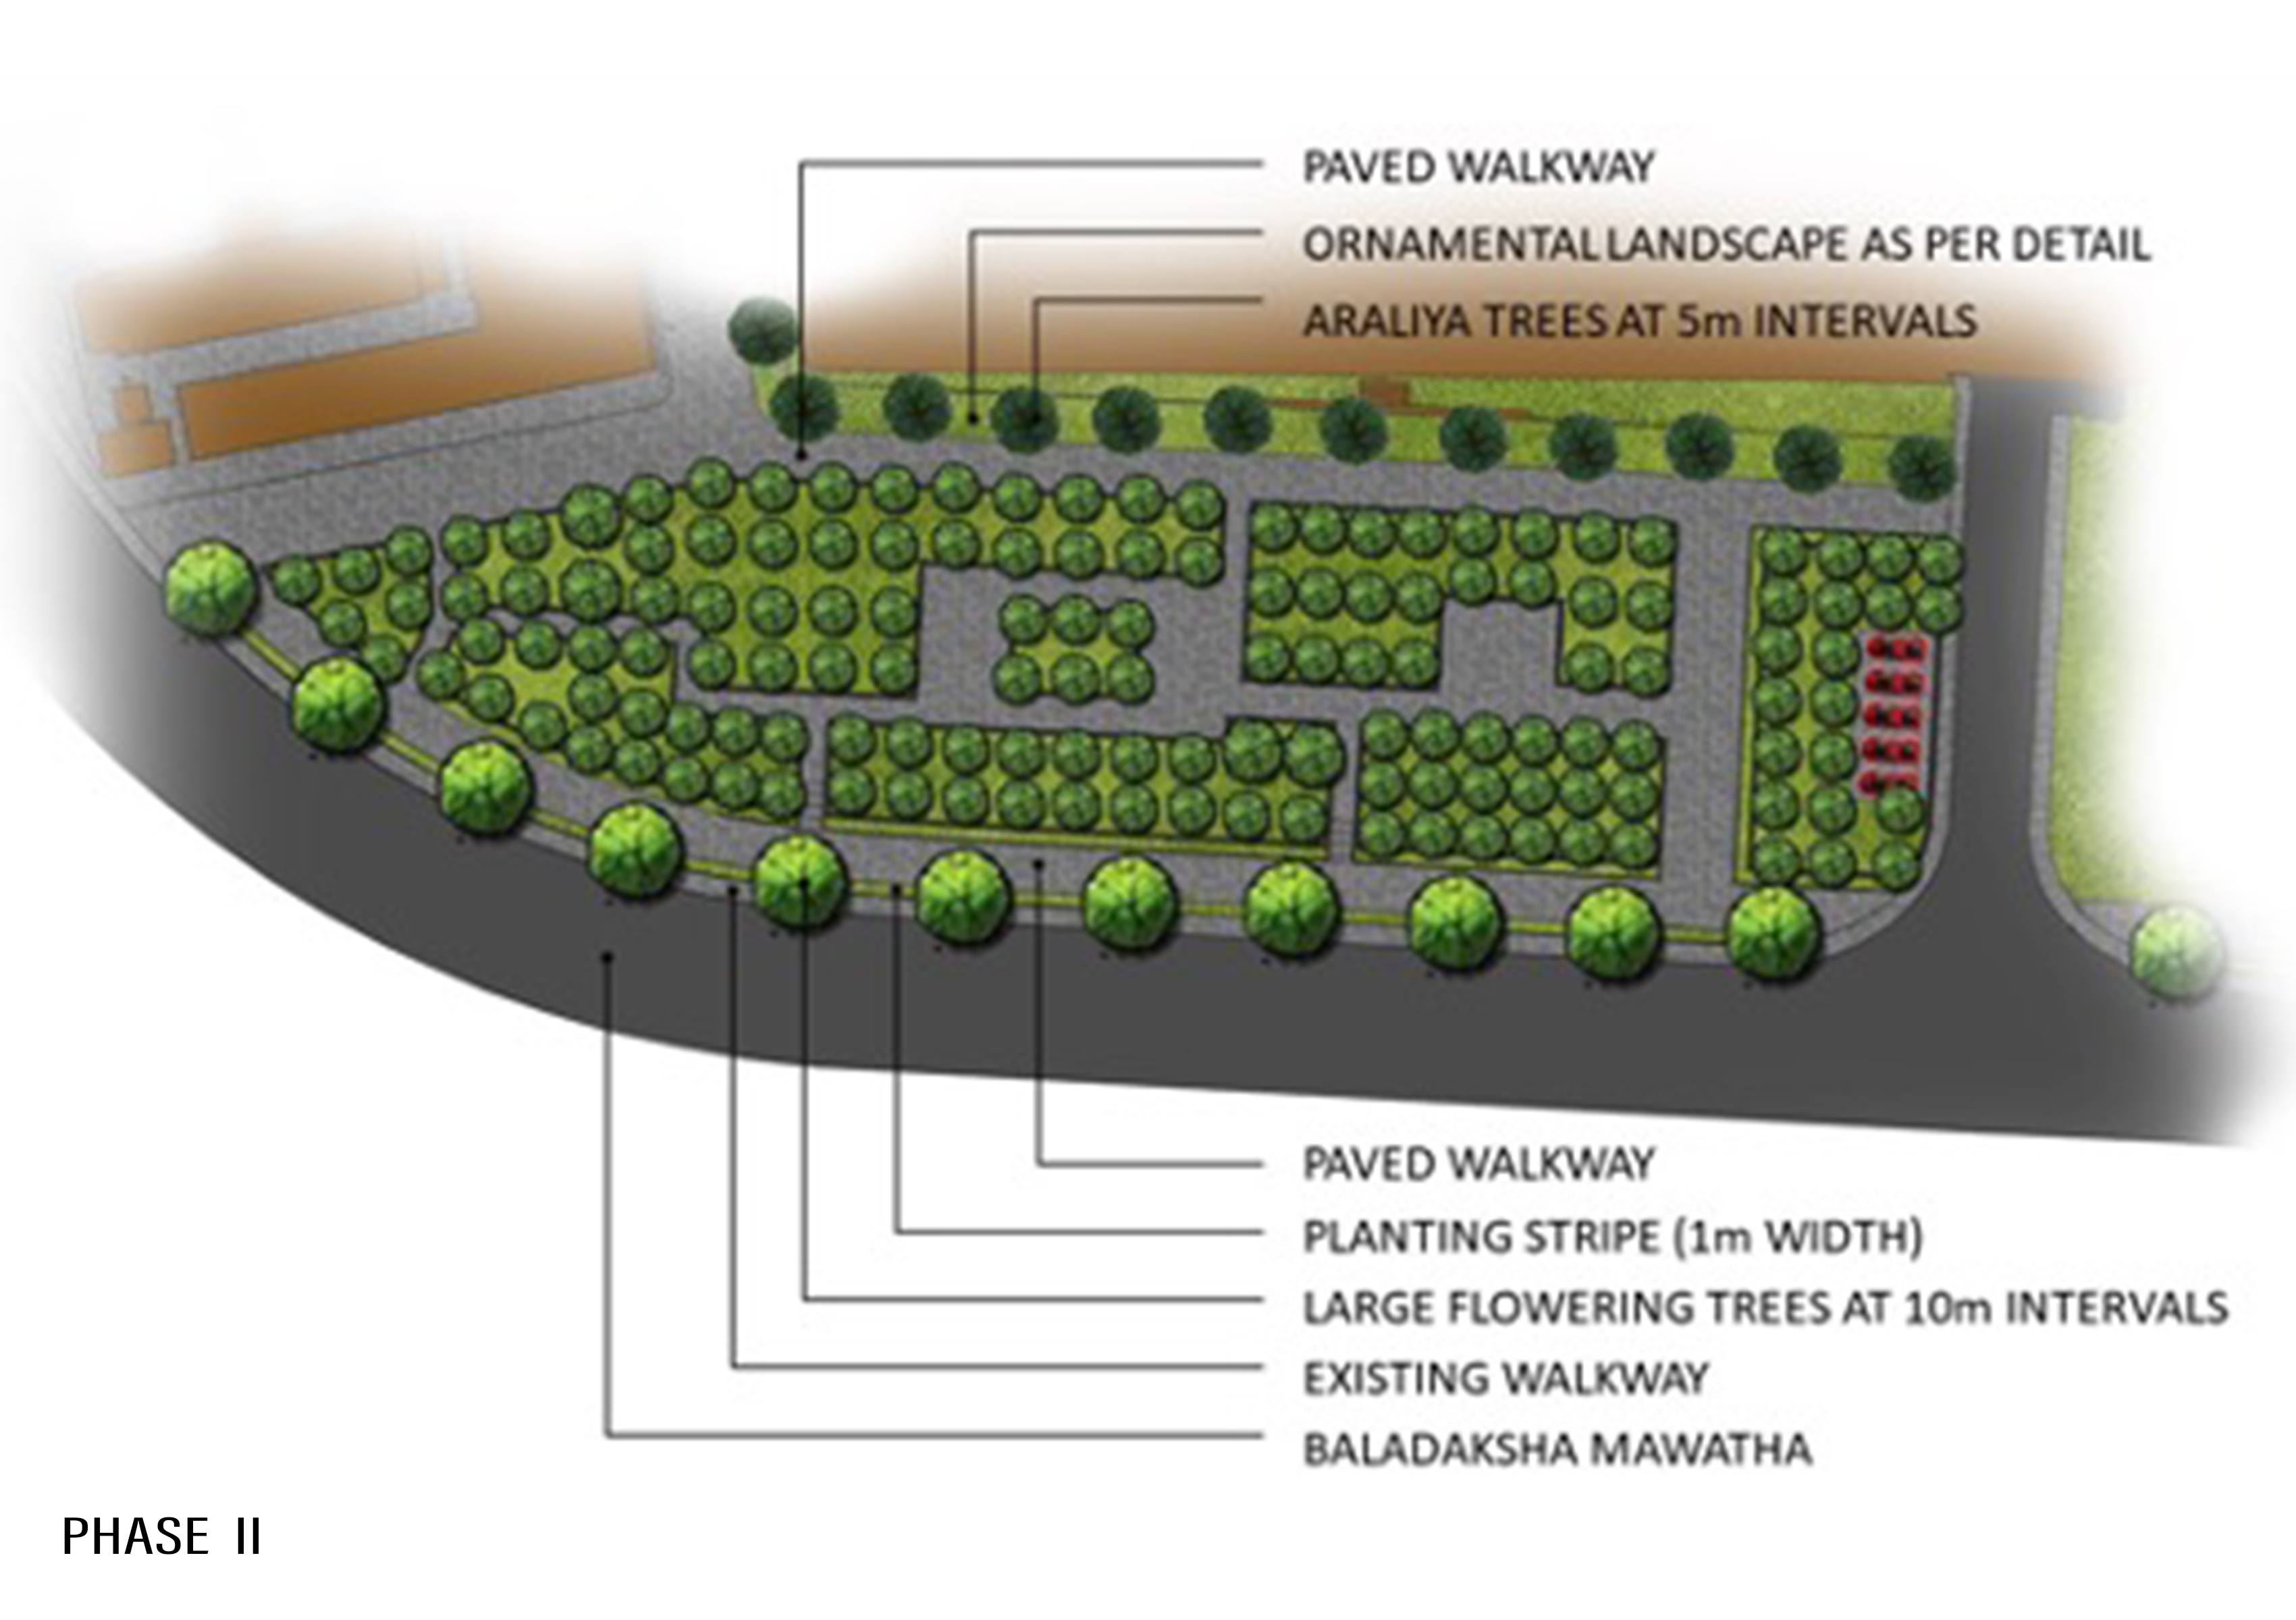 PAVED WALKWAY
ORNAMENTAL LANDSCAPE AS PER DETAIL
ARALIYA TREES AT 5m INTERVALS
PAVED WALKWAY
PLANTING STRIPE (1m WIDTH)
LARGE FLOWERING TREES AT 10m INTERVALS
EXISTING WALKWAY
BALADAKSHA MAWATHA
PHASE II